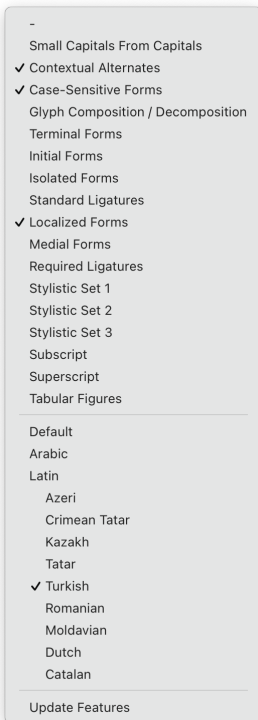 -
Small Capitals From Capitals
✓ Contextual Alternates
✓ Case-Sensitive Forms
Glyph Composition / Decomposition
Terminal Forms
Initial Forms
Isolated Forms
Standard Ligatures
✓ Localized Forms
Medial Forms
Required Ligatures
Stylistic Set 1
Stylistic Set 2
Stylistic Set 3
Subscript
Superscript
Tabular Figures
Default
Arabic
Latin
Azeri
Crimean Tatar
Kazakh
Tatar
✓ Turkish
Romanian
Moldavian
Dutch
Catalan
Update Features